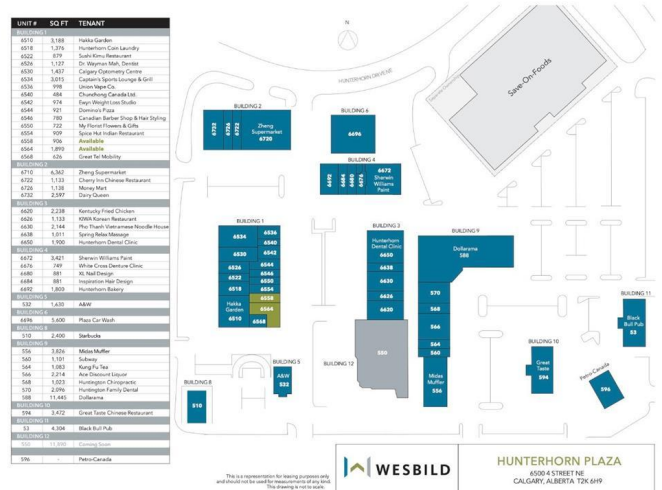 UNIT # SQ FT TENANT
BUILDING 1
6510 3,188 Hakka Garden
6518 1,376 Hunterhorn Coin Laundry
6522 879 Sushi Kimu Restaurant
6526 1,127 Dr. Wayman Mah, Dentist
6530 1,457 Calgary Optometry Centre
6534 3,015 Captain's Sports Lounge & Grill
6536 998 Union Vape Co.
6540 484 Chunefhong Canada Ltd.
6542 974 Ewyn Weight Loss Studio
6544 921 Domino's Pizza
6546 780 Canadian Barber Shop & Hair Styling
6550 722 My Florist Flowers & Gifts
6554 909 Spice Hut Indian Restaurant
6558 906 Available
6564 1,890 Available
6568 626 Great Tel Mobility
BUILDING 2
6710 6,362 Zheng Supermarket
6722 1,133 Cherry Inn Chinese Restaurant
6726 1,128 Money Mart
6732 2,597 Dairy Queen
BUILDING 3
6620 2,238 Kentucky Fried Chicken
6626 1,133 KIWA Korean Restaurant
6630 2,144 Pho Thanh Vietnamese Noodle House
6638 1,011 Spring Relax Massage
6650 1,900 Hunterhorn Dental Clinic
BUILDING 4
6672 3,421 Sherwin Williams Paint
6676 749 White Cross Denture Clinic
6680 881 XL Nail Design
6684 881 Inspiration Hair Design
6692 1,803 Hunterhorn Bakery
BUILDING 5
532 1,630 A&W
BUILDING 6
6696 5,600 Plaza Car Wash
BUILDING 8
510 2,400 Starbucks
BUILDING 9
556 3,826 Midas Muffler
560 1,101 Subway
564 1,083 Kung Fu Tea
566 2,214 Ace Discount Liquor
568 1,023 Huntington Chiropractic
570 2,096 Huntington Family Dental
588 11,445 Dollarama
BUILDING 10
594 3,472 Great Taste Chinese Restaurant
BUILDING 11
53 4,304 Black Bull Pub
BUILDING 12
550 Coming Soon
596 - Petro-Canada
N
HUNTERHORN DRIVE NE
Save-On-Foods
BUILDING 2
6732
6726
6722
Zheng
Supermarket
6720
BUILDING 6
6696
BUILDING 4
6692
6684
6680
6676
6672
Sherwin
Williams
Paint
BUILDING 1
6534
6536
6540
6530
6542
6526
6544
6522
6546
6518
6550
6554
Hakka
Garden
6510
6558
6564
6568
BUILDING 3
Hunterhorn
Dental Clinic
6650
6638
6630
6626
6620
BUILDING 9
Dollarama
588
570
568
566
564
560
Midas
Muffler
556
BUILDING 12
550
BUILDING 5
A&W
532
BUILDING 8
510
BUILDING 10
Great
Taste
594
BUILDING 11
Black
Bull Pub
53
Petro-Canada
596
This is a representation for leasing purposes only
and should not be used for measurements of any kind.
This drawing is not to scale.
WESBILD
HUNTERHORN PLAZA
6500 4 STREET NE
CALGARY, ALBERTA T2K 6H9